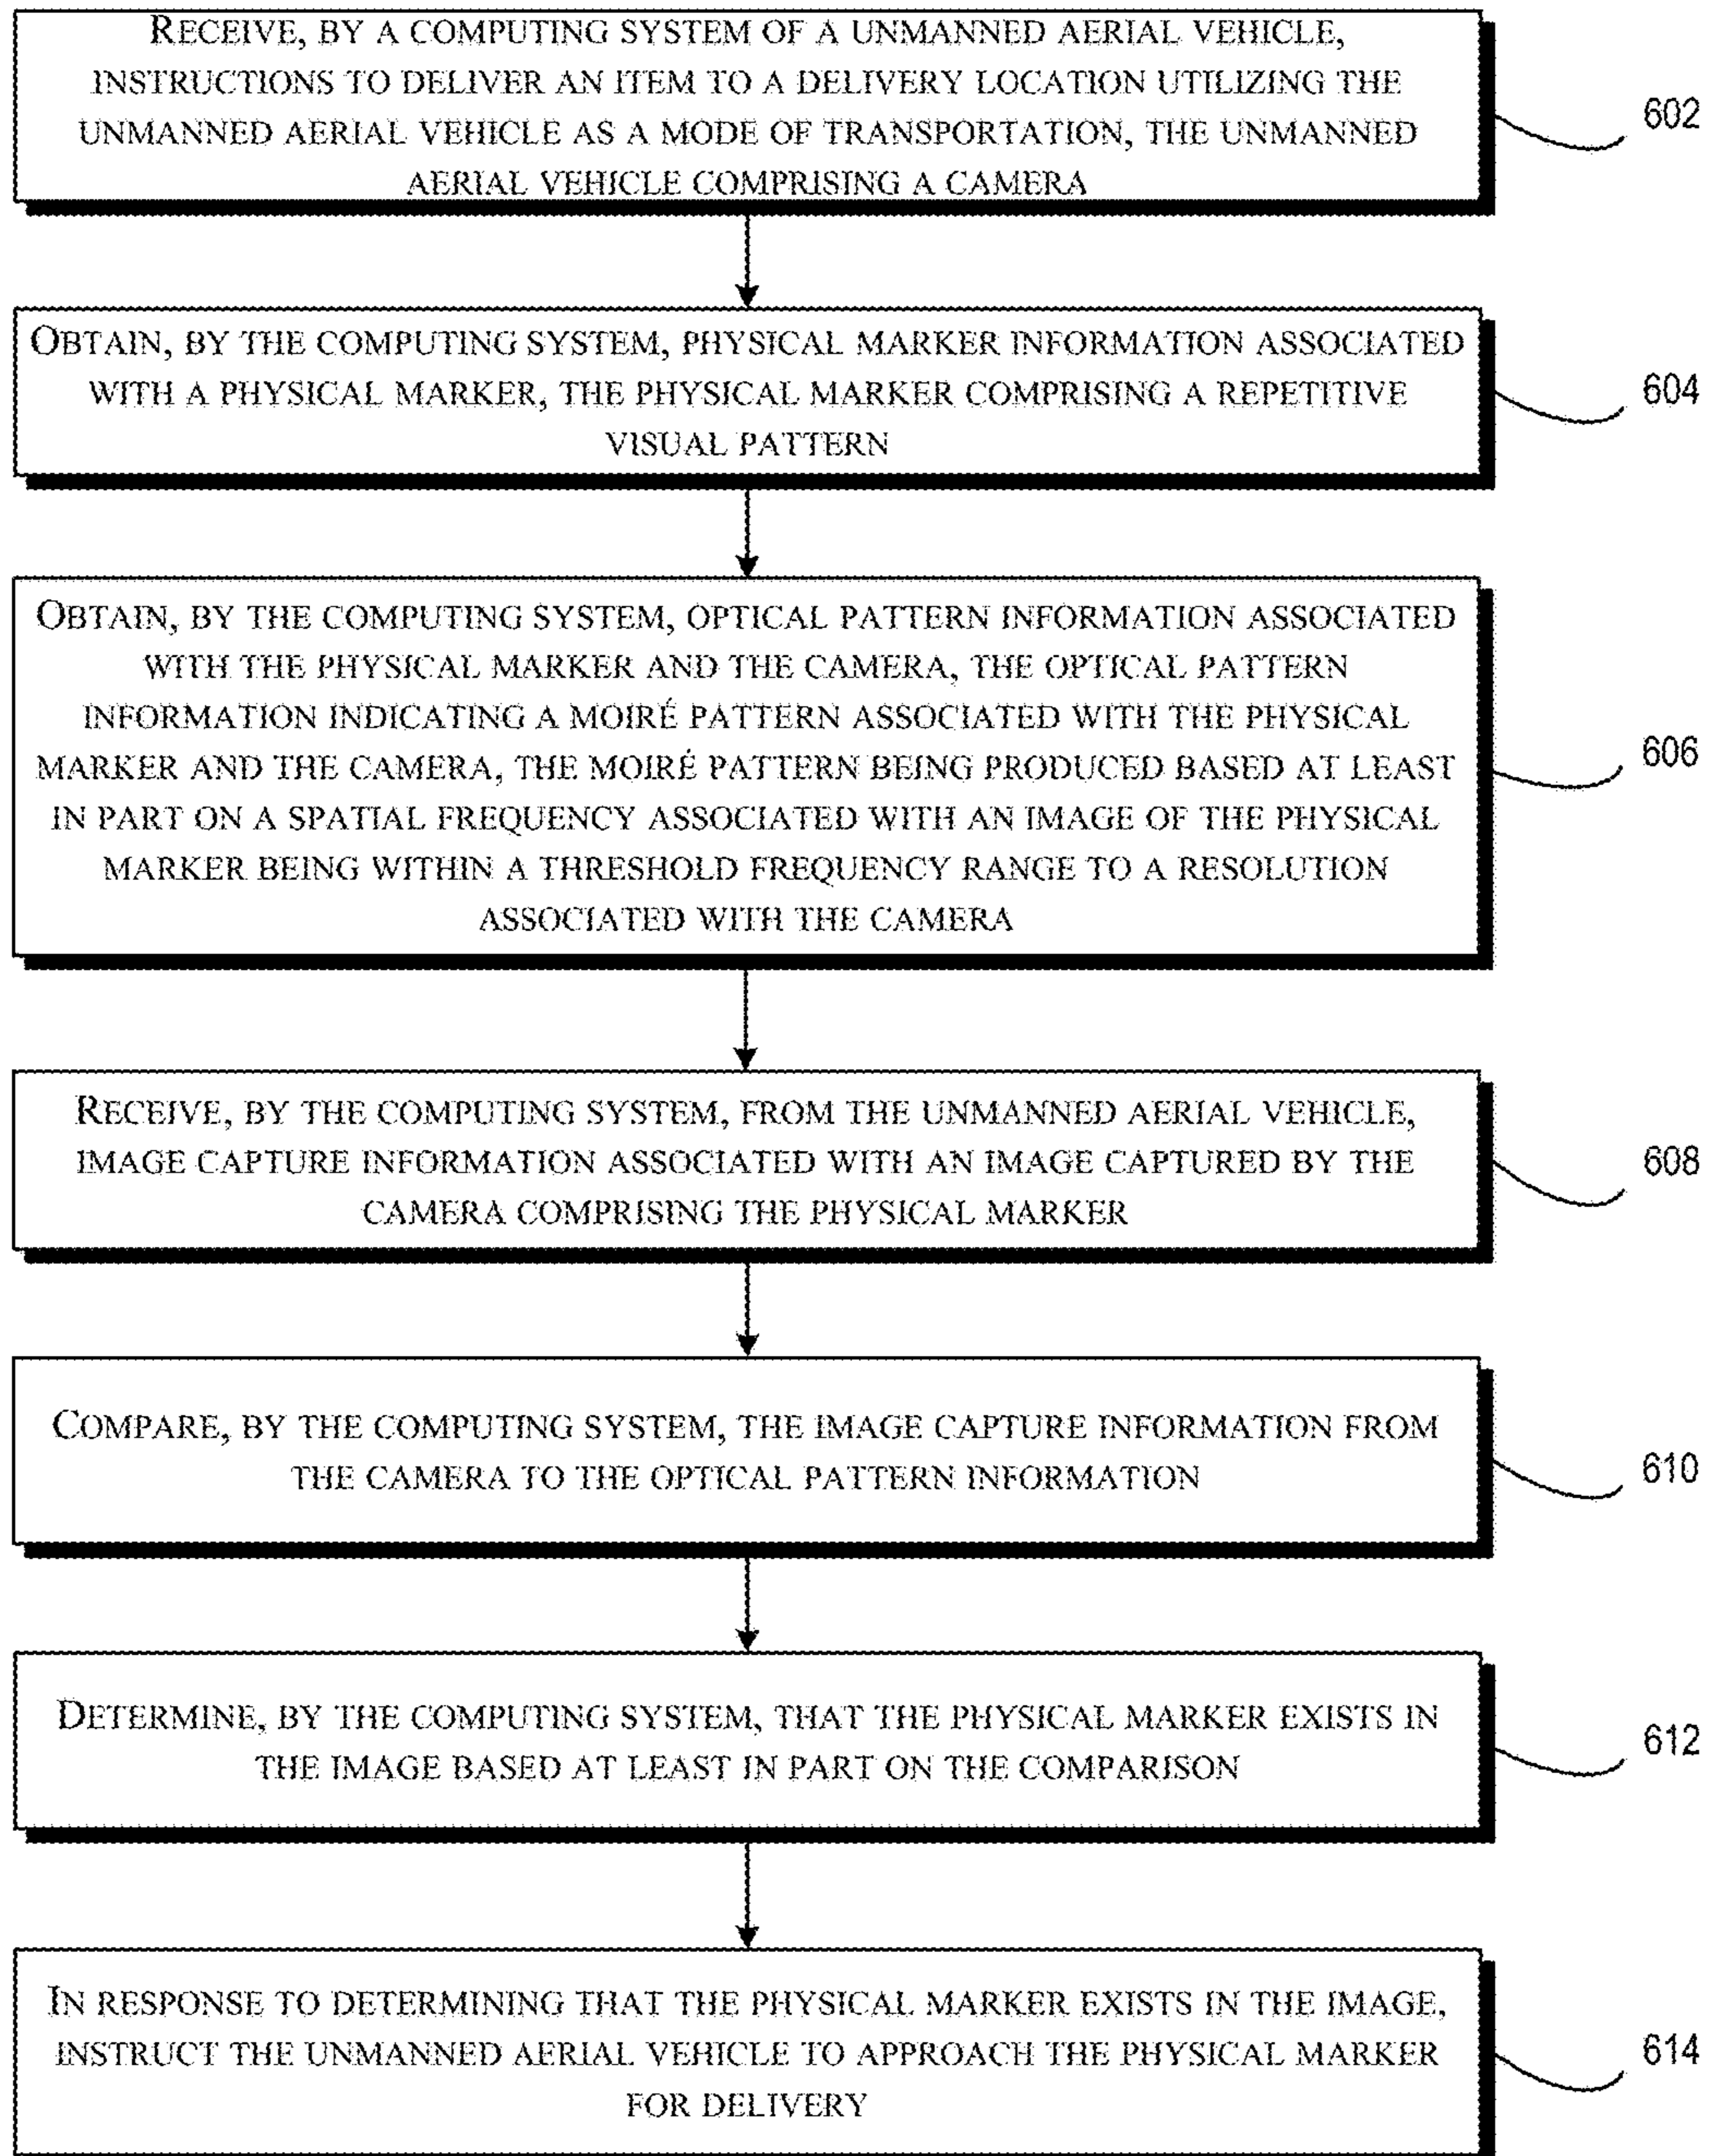 RECEIVE, BY A COMPUTING SYSTEM OF A UNMANNED AERIAL VEHICLE,
INSTRUCTIONS TO DELIVER AN ITEM TO A DELIVERY LOCATION UTILIZING THE
UNMANNED AERIAL VEHICLE AS A MODE OF TRANSPORTATION, THE UNMANNED
AERIAL VEHICLE COMPRISING A CAMERA
602
OBTAIN, BY THE COMPUTING SYSTEM, PHYSICAL MARKER INFORMATION ASSOCIATED
WITH A PHYSICAL MARKER, THE PHYSICAL MARKER COMPRISING A REPETITIVE
VISUAL PATTERN
604
OBTAIN, BY THE COMPUTING SYSTEM, OPTICAL PATTERN INFORMATION ASSOCIATED
WITH THE PHYSICAL MARKER AND THE CAMERA, THE OPTICAL PATTERN
INFORMATION INDICATING A MOIRÉ PATTERN ASSOCIATED WITH THE PHYSICAL
MARKER AND THE CAMERA, THE MOIRÉ PATTERN BEING PRODUCED BASED AT LEAST
IN PART ON A SPATIAL FREQUENCY ASSOCIATED WITH AN IMAGE OF THE PHYSICAL
MARKER BEING WITHIN A THRESHOLD FREQUENCY RANGE TO A RESOLUTION
ASSOCIATED WITH THE CAMERA
606
RECEIVE, BY THE COMPUTING SYSTEM, FROM THE UNMANNED AERIAL VEHICLE,
IMAGE CAPTURE INFORMATION ASSOCIATED WITH AN IMAGE CAPTURED BY THE
CAMERA COMPRISING THE PHYSICAL MARKER
608
COMPARE, BY THE COMPUTING SYSTEM, THE IMAGE CAPTURE INFORMATION FROM
THE CAMERA TO THE OPTICAL PATTERN INFORMATION
610
DETERMINE, BY THE COMPUTING SYSTEM, THAT THE PHYSICAL MARKER EXISTS IN
THE IMAGE BASED AT LEAST IN PART ON THE COMPARISON
612
IN RESPONSE TO DETERMINING THAT THE PHYSICAL MARKER EXISTS IN THE IMAGE,
INSTRUCT THE UNMANNED AERIAL VEHICLE TO APPROACH THE PHYSICAL MARKER
FOR DELIVERY
614